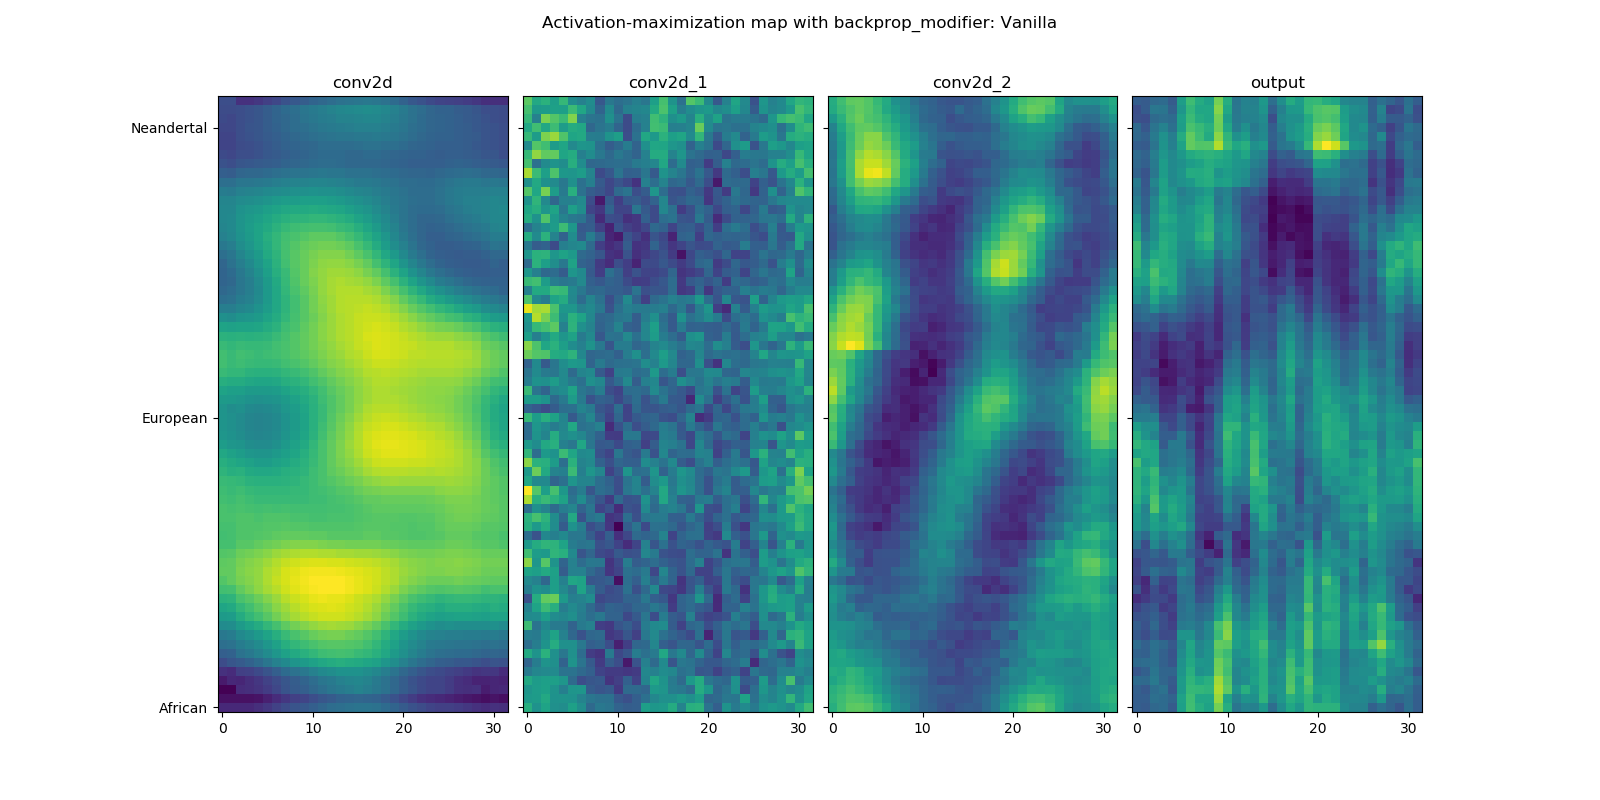 Activation-maximization map with backprop_modifier: Vanilla
conv2d conv2d_1 conv2d_2 output
Neandertal
European
African
0 10 20 30 0 10 20 30 0 10 20 30 0 10 20 30